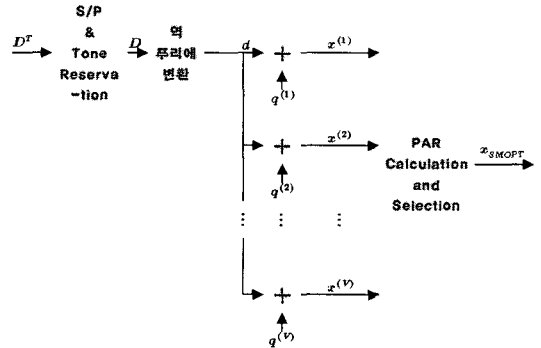 S/P
&
Tone
Reserva
-tion
D^T
D
역
푸리에
변환
d
x^(1)
q^(1)
x^(2)
q^(2)
PAR
Calculation
and
Selection
x_SMOPT
x^(V)
q^(V)